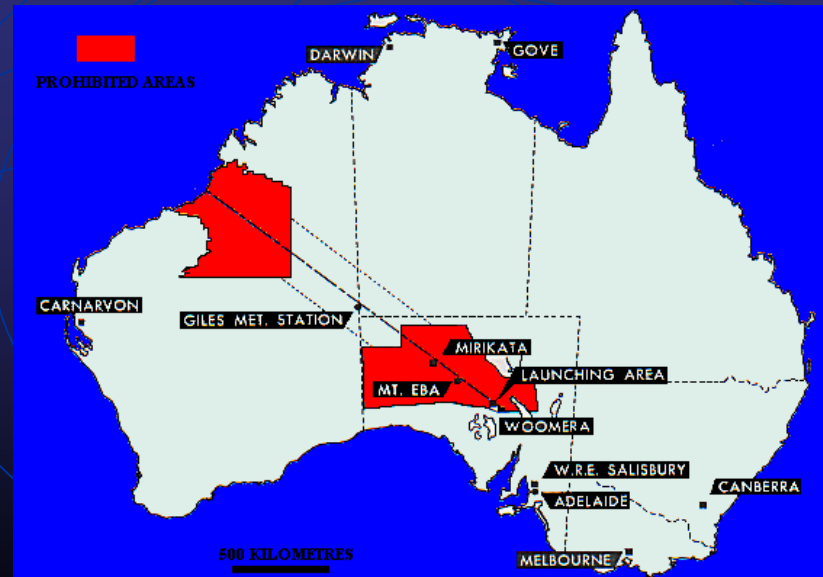 DARWIN
GOVE
PROHIBITED AREAS
CARNARVON
GILES MET. STATION
MIRIKATA
LAUNCHING AREA
MT. EBA
WOOMERA
W.R.E. SALISBURY
CANBERRA
ADELAIDE
500 KILOMETRES
MELBOURNE